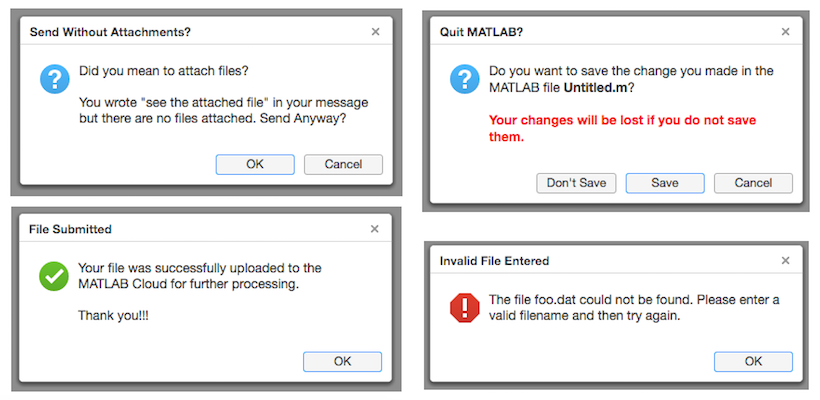 Send Without Attachments?
Did you mean to attach files?
You wrote "see the attached file" in your message
but there are no files attached. Send Anyway?
OK
Cancel
Quit MATLAB?
Do you want to save the change you made in the
MATLAB file Untitled.m?
Your changes will be lost if you do not save
them.
Don't Save
Save
Cancel
File Submitted
Your file was successfully uploaded to the
MATLAB Cloud for further processing.
Thank you!!!
OK
Invalid File Entered
The file foo.dat could not be found. Please enter a
valid filename and then try again.
OK